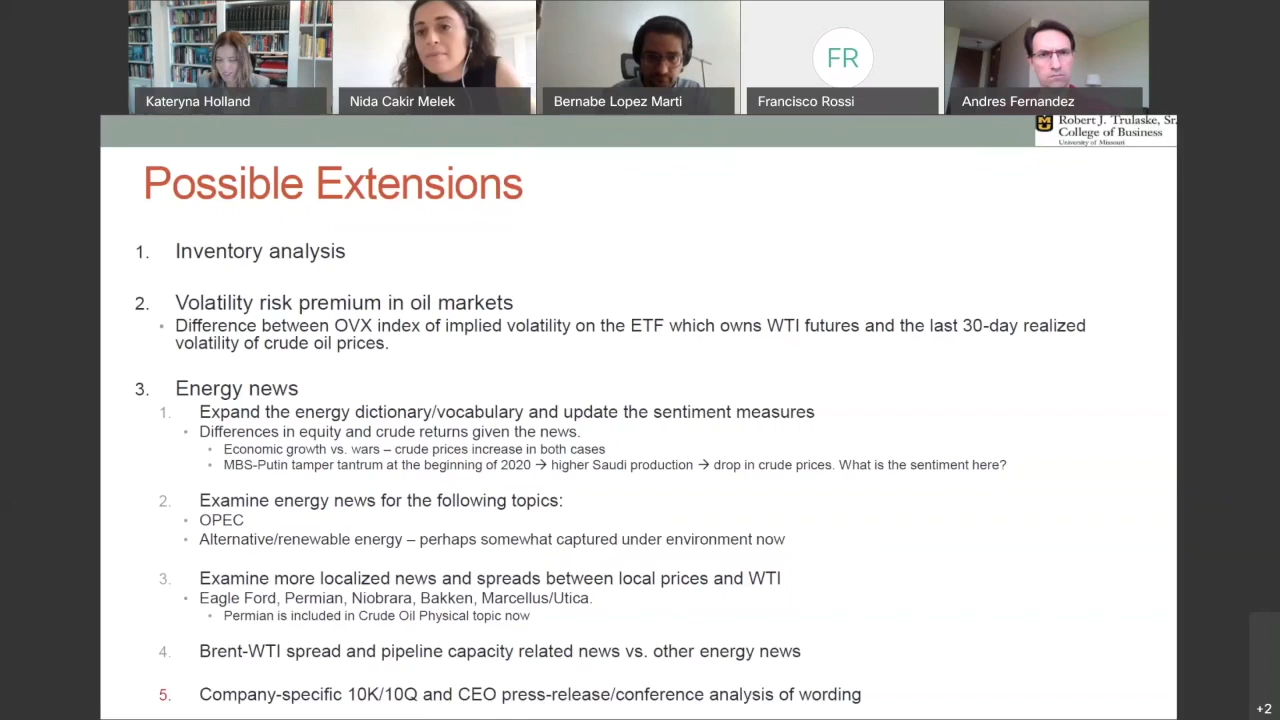 FR
Kateryna Holland
Nida Cakir Melek
Bernabe Lopez Marti
Francisco Rossi
Andres Fernandez
Robert J. Trulaske, Sr.
College of Business
University of Missouri
Possible Extensions
1. Inventory analysis
2. Volatility risk premium in oil markets
• Difference between OVX index of implied volatility on the ETF which owns WTI futures and the last 30-day realized
volatility of crude oil prices.
3. Energy news
1. Expand the energy dictionary/vocabulary and update the sentiment measures
• Differences in equity and crude returns given the news.
• Economic growth vs. wars – crude prices increase in both cases
• MBS-Putin tamper tantrum at the beginning of 2020 → higher Saudi production → drop in crude prices. What is the sentiment here?
2. Examine energy news for the following topics:
• OPEC
• Alternative/renewable energy – perhaps somewhat captured under environment now
3. Examine more localized news and spreads between local prices and WTI
• Eagle Ford, Permian, Niobrara, Bakken, Marcellus/Utica.
• Permian is included in Crude Oil Physical topic now
4. Brent-WTI spread and pipeline capacity related news vs. other energy news
5. Company-specific 10K/10Q and CEO press-release/conference analysis of wording
+2